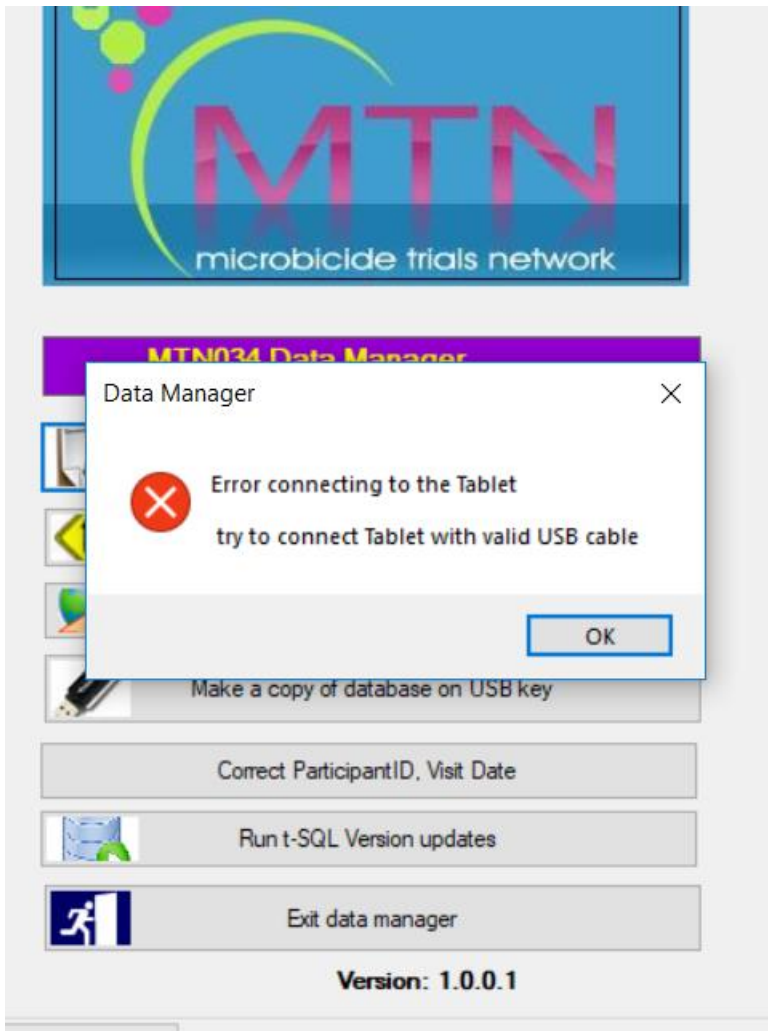 MTN
microbicide trials network
MTN034 Data Manager
Data Manager
Error connecting to the Tablet
try to connect Tablet with valid USB cable
OK
Make a copy of database on USB key
Correct ParticipantID, Visit Date
Run t-SQL Version updates
Exit data manager
Version: 1.0.0.1